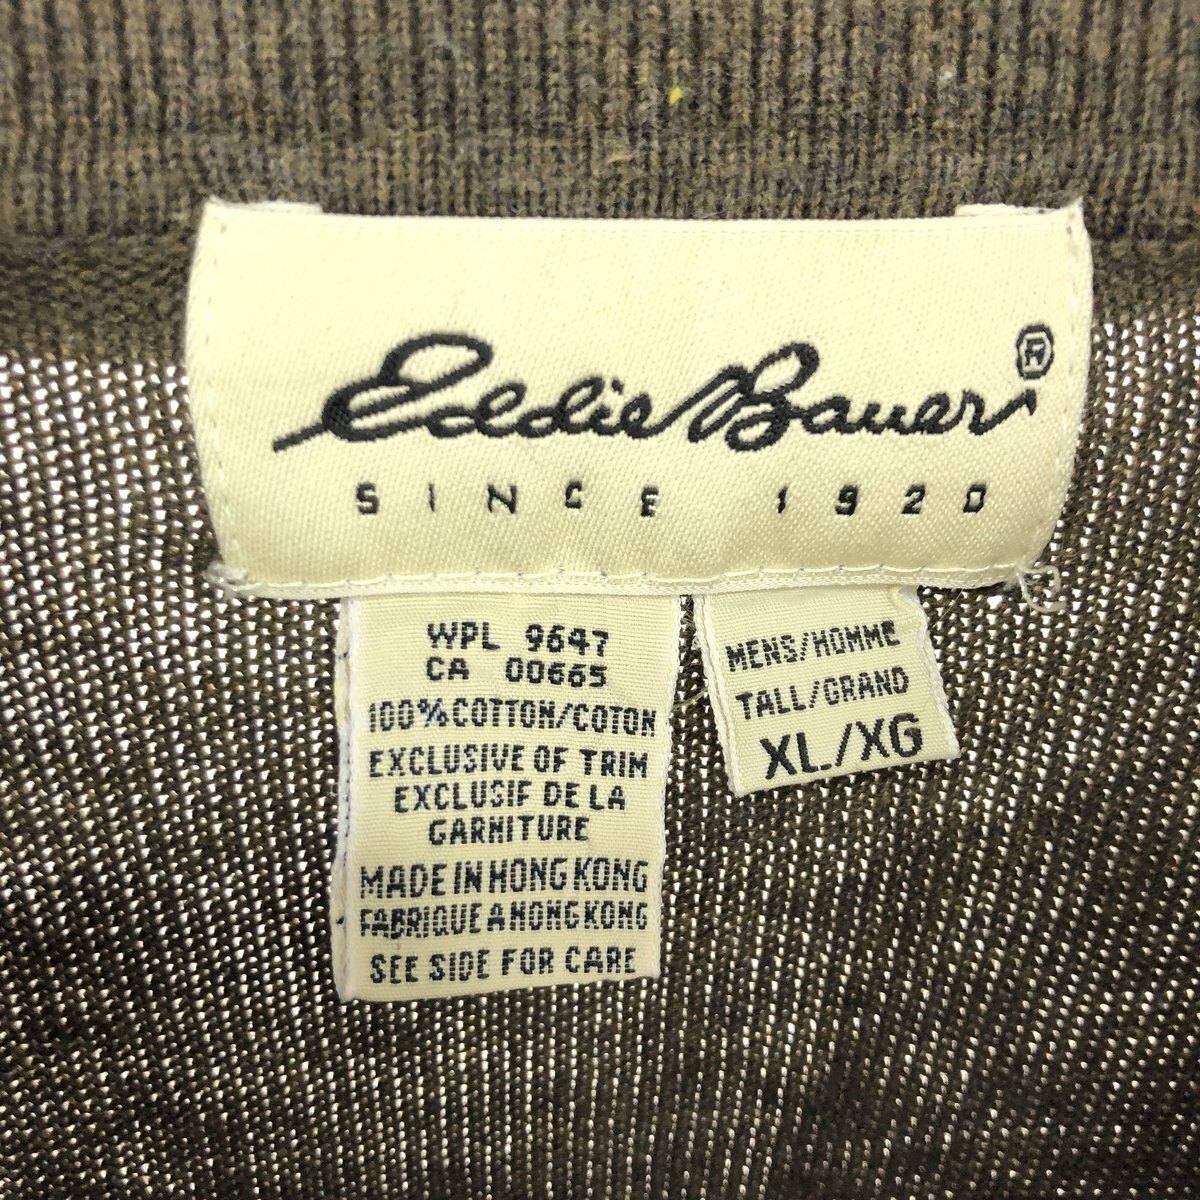 Eddie Bauer®
SINCE 1920
WPL 9647
CA 00665
100% COTTON/COTON
EXCLUSIVE OF TRIM
EXCLUSIF DE LA
GARNITURE
MADE IN HONG KONG
FABRIQUE A HONG KONG
SEE SIDE FOR CARE
MENS/HOMME
TALL/GRAND
XL/XG